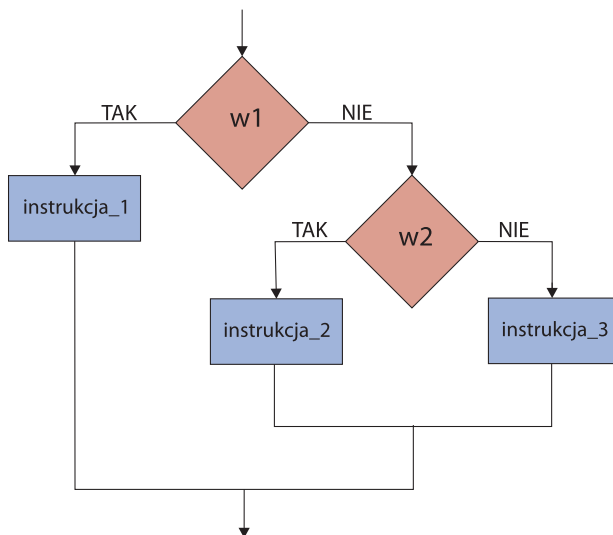 w1
TAK
NIE
instrukcja_1
w2
TAK
NIE
instrukcja_2
instrukcja_3